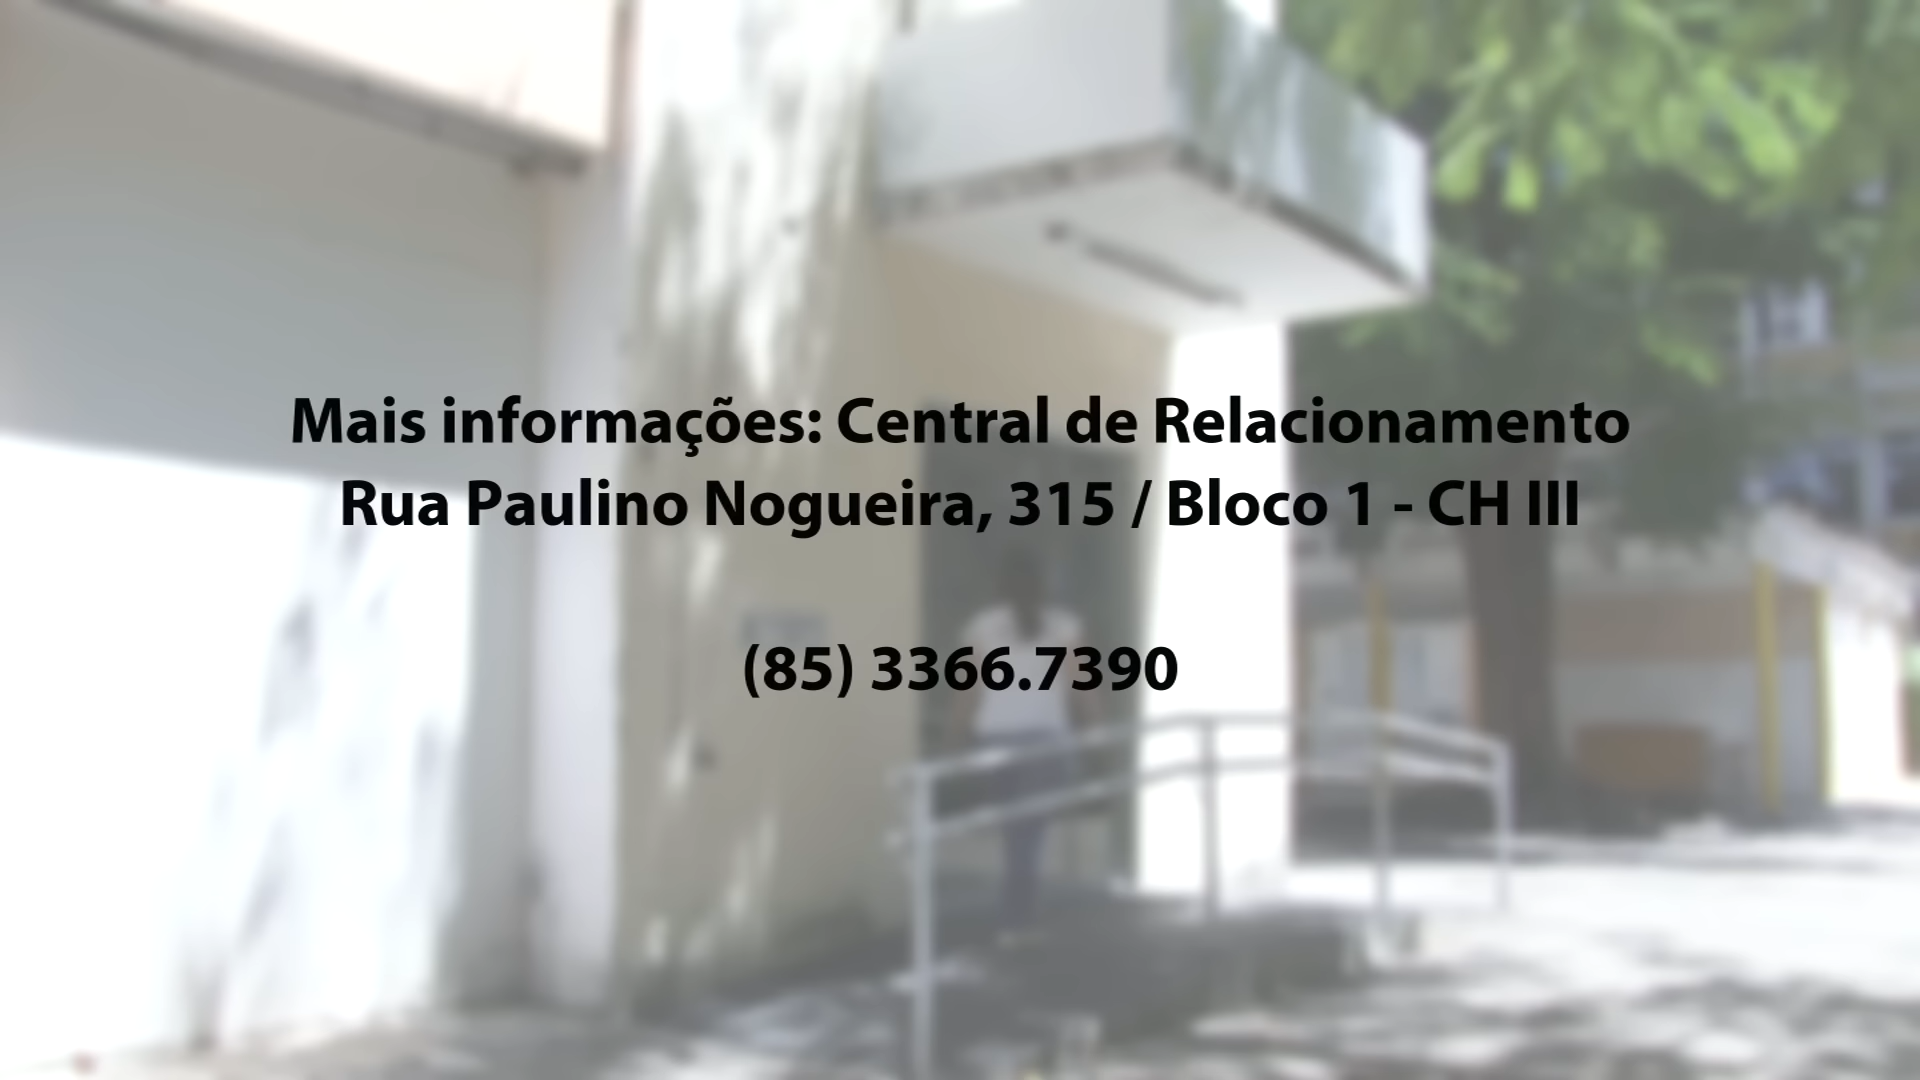 Mais informações: Central de Relacionamento
Rua Paulino Nogueira, 315 / Bloco 1 - CH III
(85) 3366.7390